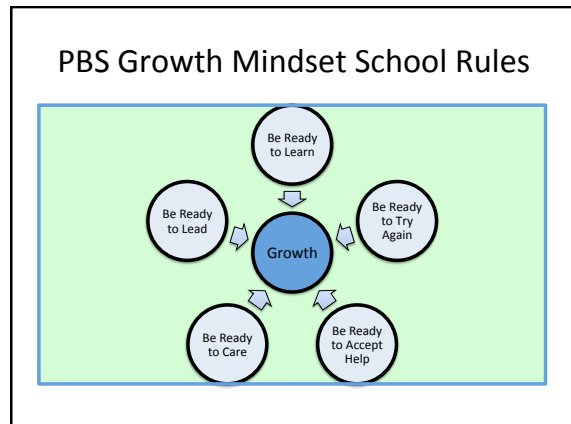 PBS Growth Mindset School Rules
Be Ready
to Learn
Be Ready
to Lead
Be Ready
to Try
Again
Growth
Be Ready
to Care
Be Ready
to Accept
Help